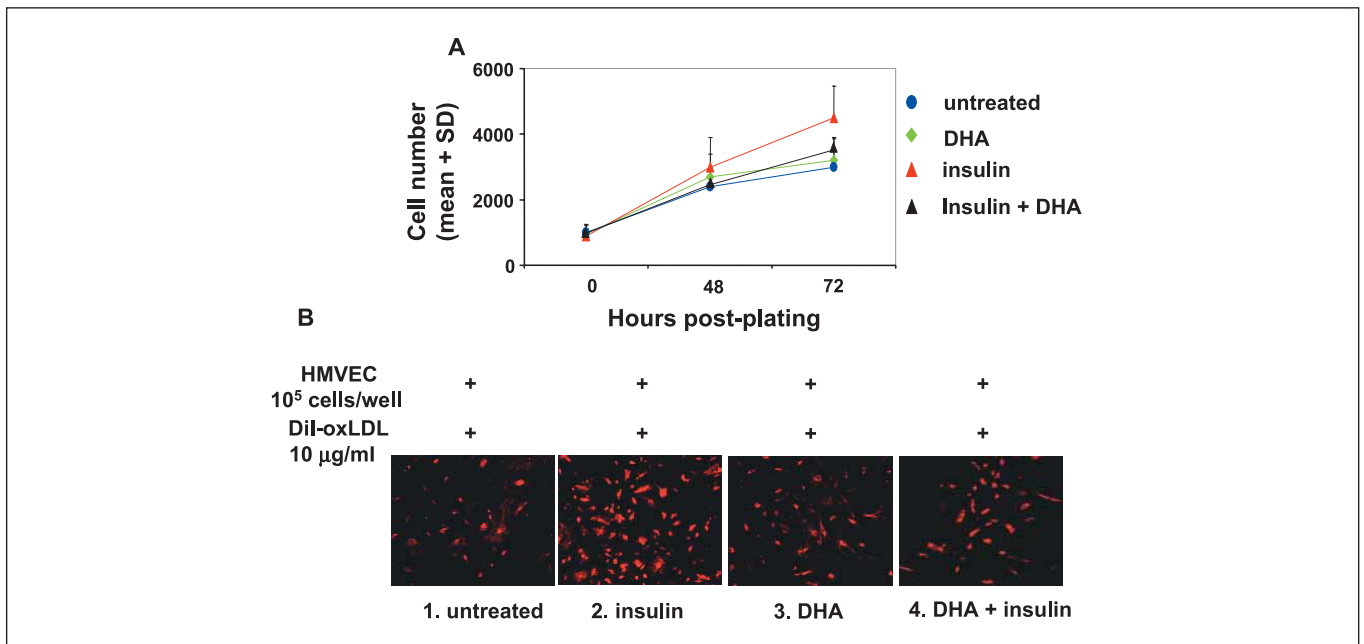 A
6000
4000
2000
0
Cell number
(mean + SD)
0 48 72
Hours post-plating
untreated
DHA
insulin
Insulin + DHA
B
HMVEC + + + +
10⁵ cells/well
DiI-oxLDL + + + +
10 µg/ml
1. untreated 2. insulin 3. DHA 4. DHA + insulin